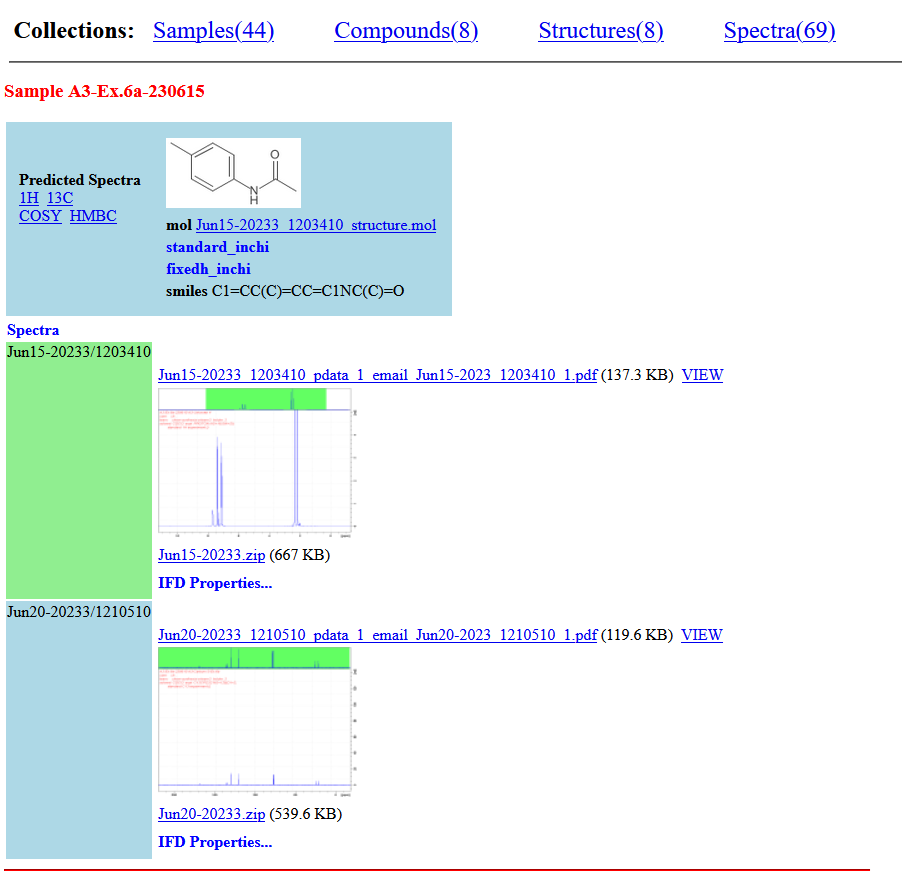 Collections: Samples(44) Compounds(8) Structures(8) Spectra(69)
Sample A3-Ex.6a-230615
Predicted Spectra
1H 13C
COSY HMBC
O
N
H
mol Jun15-20233_1203410_structure.mol
standard_inchi
fixedh_inchi
smiles C1=CC(C)=CC=C1NC(C)=O
Spectra
Jun15-20233/1203410
Jun15-20233_1203410_pdata_1_email_Jun15-2023_1203410_1.pdf (137.3 KB) VIEW
Jun15-20233.zip (667 KB)
IFD Properties...
Jun20-20233/1210510
Jun20-20233_1210510_pdata_1_email_Jun20-2023_1210510_1.pdf (119.6 KB) VIEW
Jun20-20233.zip (539.6 KB)
IFD Properties...